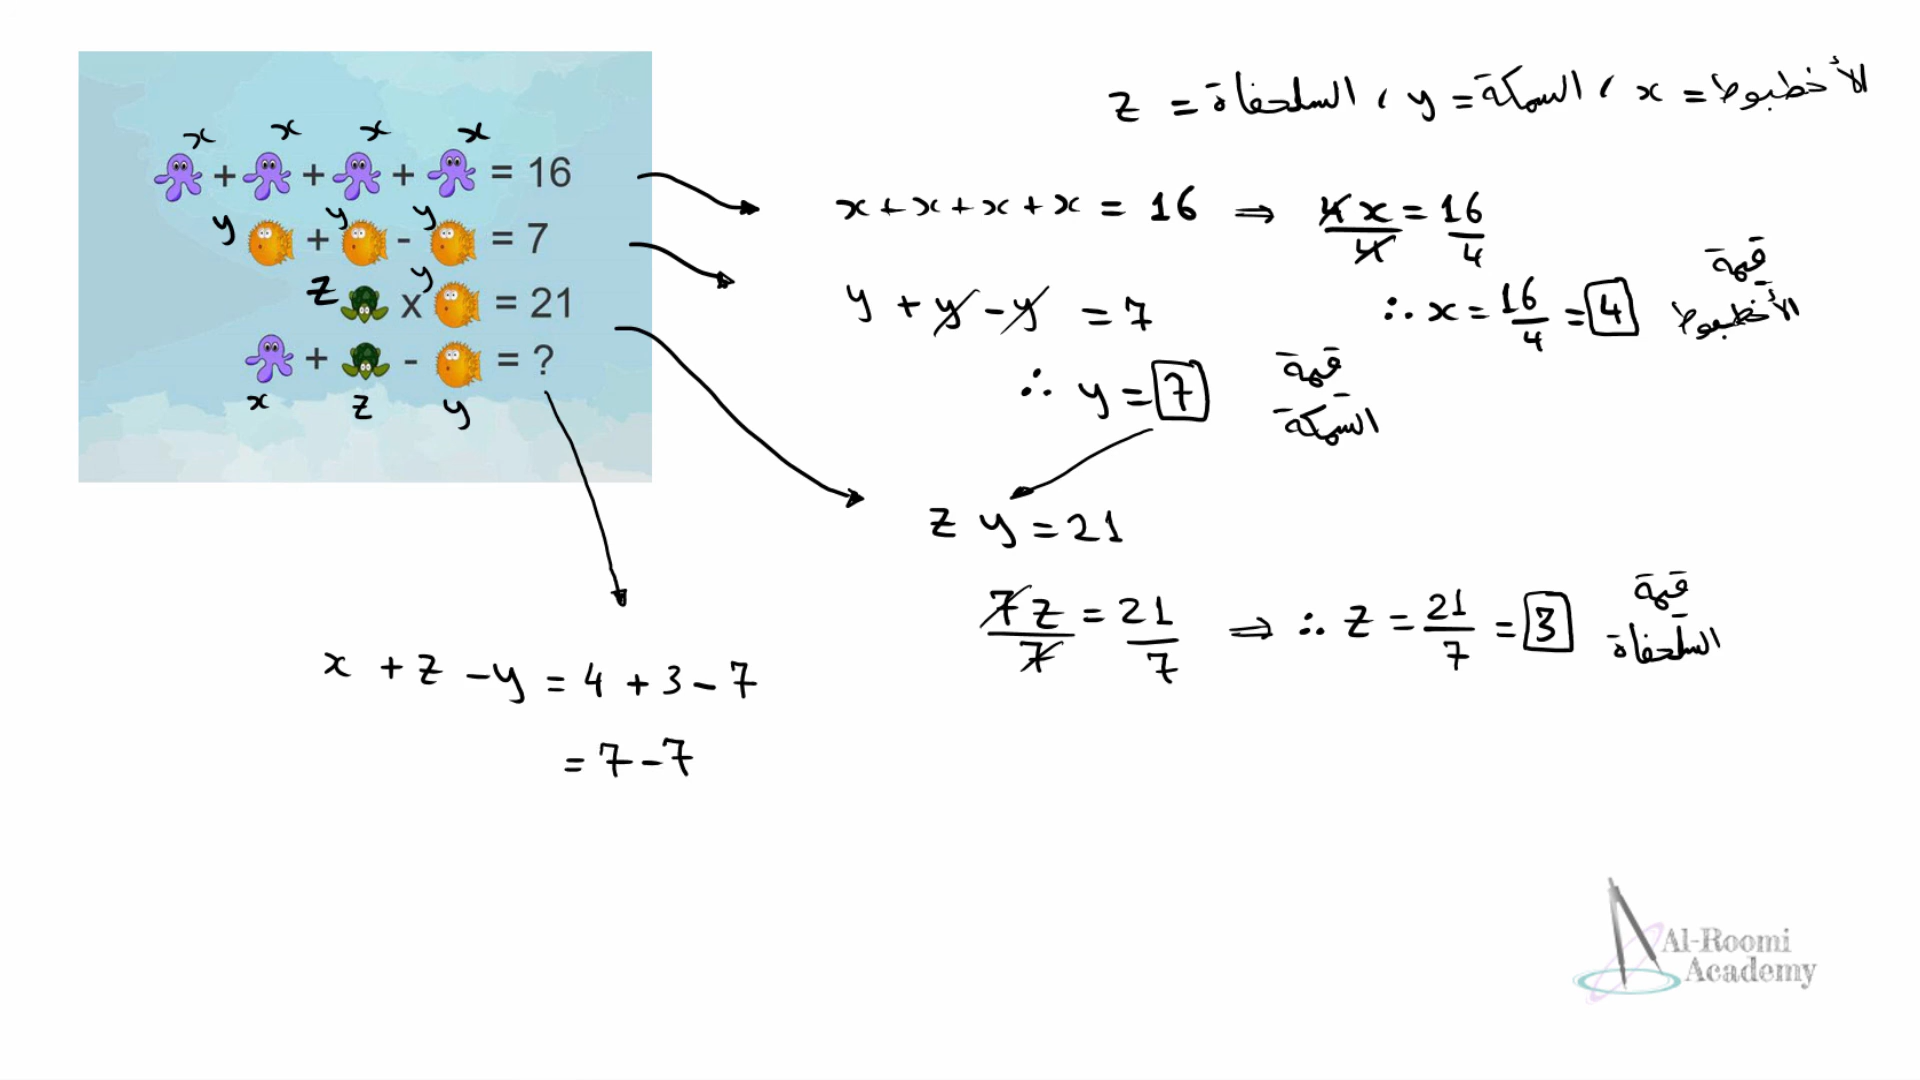 z = السلحفاة ، y = السمكة ، x = الأخطبوط
x x x x
+ + + = 16
y y y
+ - = 7
z y
x = 21
+ - = ?
x z y
x + x + x + x = 16 ⇒ 4x/4 = 16/4
∴ x = 16/4 = 4 قيمة الأخطبوط
y + y - y = 7
∴ y = 7 قيمة السمكة
z y = 21
7z/7 = 21/7 ⇒ ∴ z = 21/7 = 3 قيمة السلحفاة
x + z - y = 4 + 3 - 7
= 7 - 7
Al-Roomi
Academy